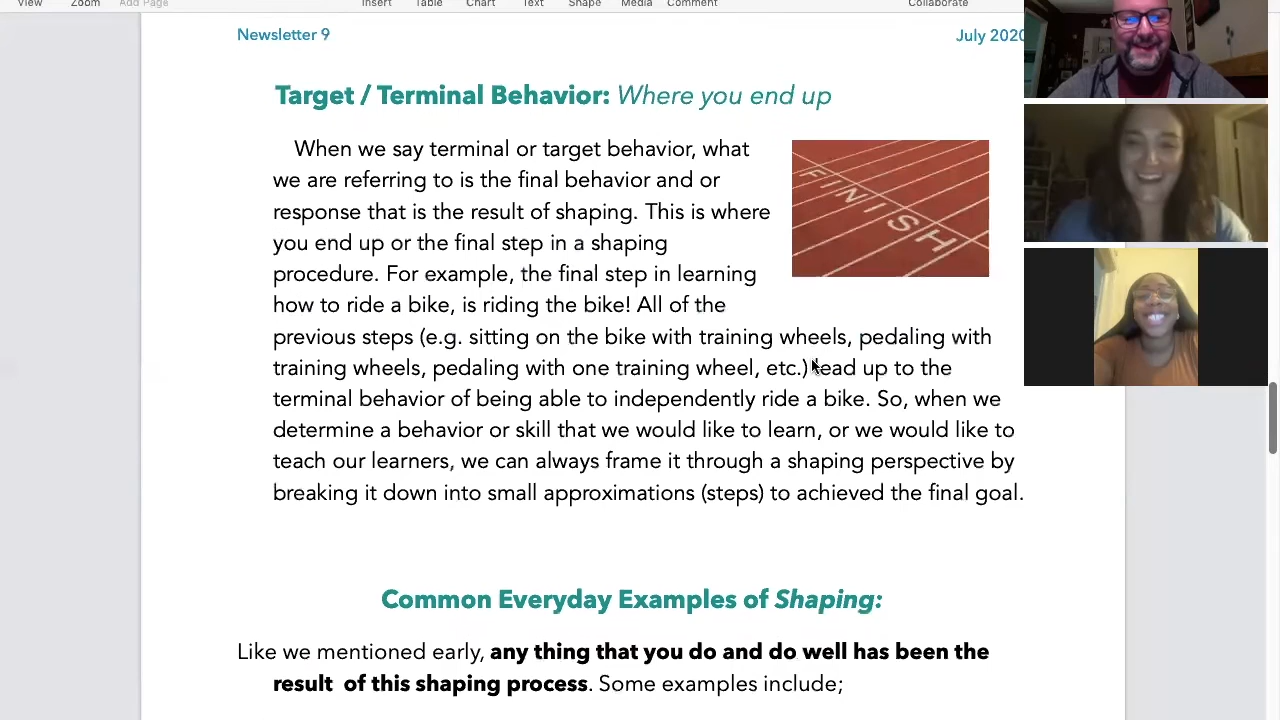 View Zoom Add Page Insert Table Chart Text Shape Media Comment Collaborate
Newsletter 9 July 2020
Target / Terminal Behavior: Where you end up
When we say terminal or target behavior, what
we are referring to is the final behavior and or
response that is the result of shaping. This is where
you end up or the final step in a shaping
procedure. For example, the final step in learning
how to ride a bike, is riding the bike! All of the
previous steps (e.g. sitting on the bike with training wheels, pedaling with
training wheels, pedaling with one training wheel, etc.) lead up to the
terminal behavior of being able to independently ride a bike. So, when we
determine a behavior or skill that we would like to learn, or we would like to
teach our learners, we can always frame it through a shaping perspective by
breaking it down into small approximations (steps) to achieved the final goal.
FINISH
Common Everyday Examples of Shaping:
Like we mentioned early, any thing that you do and do well has been the
result of this shaping process. Some examples include;